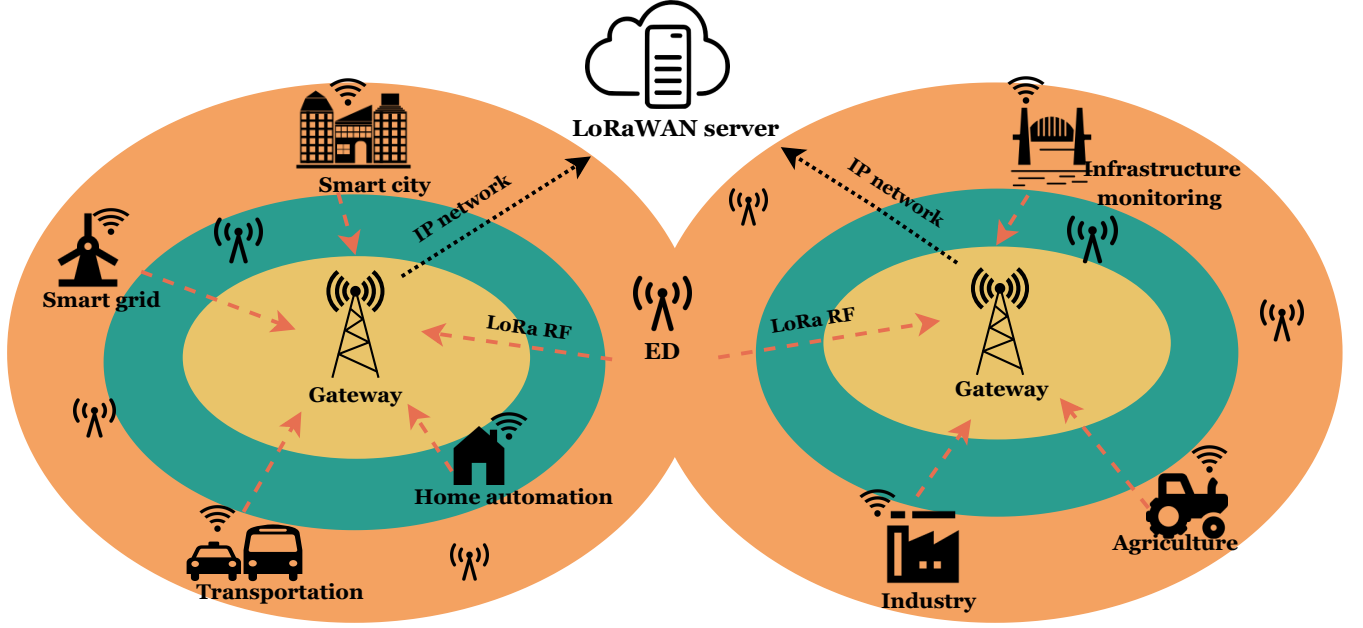 LoRaWAN server
Smart city
IP network
IP network
Infrastructure
monitoring
Smart grid
LoRa RF
ED
LoRa RF
Gateway
Gateway
Home automation
Agriculture
Transportation
Industry